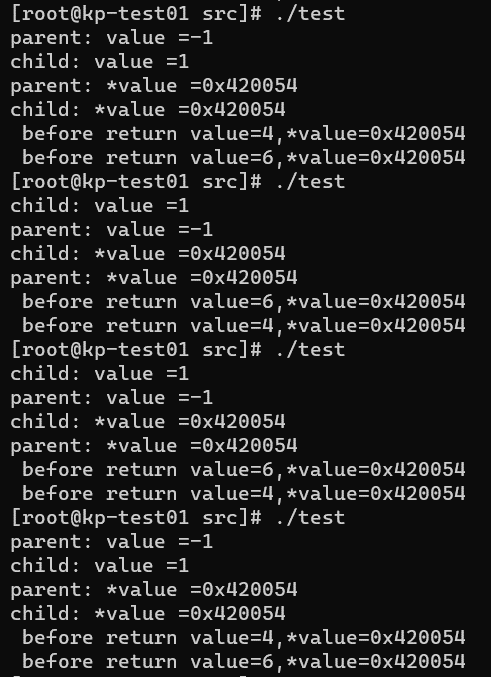 [root@kp-test01 src]# ./test
parent: value =-1
child: value =1
parent: *value =0x420054
child: *value =0x420054
 before return value=4,*value=0x420054
 before return value=6,*value=0x420054
[root@kp-test01 src]# ./test
child: value =1
parent: value =-1
child: *value =0x420054
parent: *value =0x420054
 before return value=6,*value=0x420054
 before return value=4,*value=0x420054
[root@kp-test01 src]# ./test
child: value =1
parent: value =-1
child: *value =0x420054
parent: *value =0x420054
 before return value=6,*value=0x420054
 before return value=4,*value=0x420054
[root@kp-test01 src]# ./test
parent: value =-1
child: value =1
parent: *value =0x420054
child: *value =0x420054
 before return value=4,*value=0x420054
 before return value=6,*value=0x420054